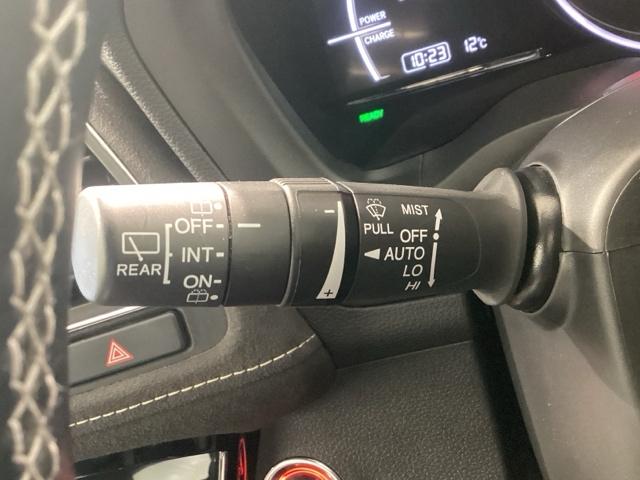 POWER
CHARGE
10:23 12℃
READY
MIST
OFF
PULL
OFF
INT
AUTO
REAR
LO
ON
HI